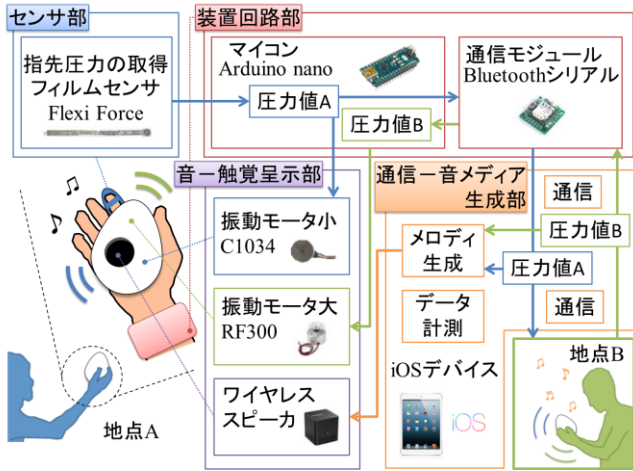 センサ部
指先圧力の取得
フィルムセンサ
Flexi Force
装置回路部
マイコン
Arduino nano
圧力値A
圧力値B
通信モジュール
Bluetoothシリアル
音－触覚呈示部
振動モータ小
C1034
振動モータ大
RF300
ワイヤレス
スピーカ
通信－音メディア
生成部
通信
圧力値B
メロディ
生成
圧力値A
通信
データ
計測
iOSデバイス
iOS
地点A
地点B